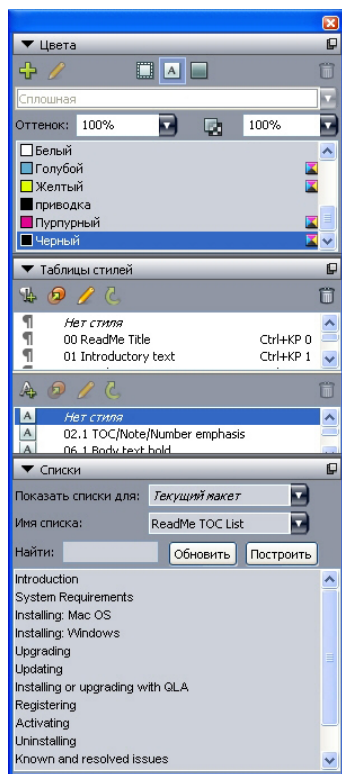 Цвета
A
Сплошная
Оттенок: 100% 100%
Белый
Голубой
Желтый
приводка
Пурпурный
Черный
Таблицы стилей
Нет стиля
00 ReadMe Title Ctrl+KP 0
01 Introductory text Ctrl+KP 1
A Нет стиля
A 02.1 TOC/Note/Number emphasis
A 06.1 Body text bold
Списки
Показать списки для: Текущий макет
Имя списка: ReadMe TOC List
Найти: Обновить Построить
Introduction
System Requirements
Installing: Mac OS
Installing: Windows
Upgrading
Updating
Installing or upgrading with QLA
Registering
Activating
Uninstalling
Known and resolved issues